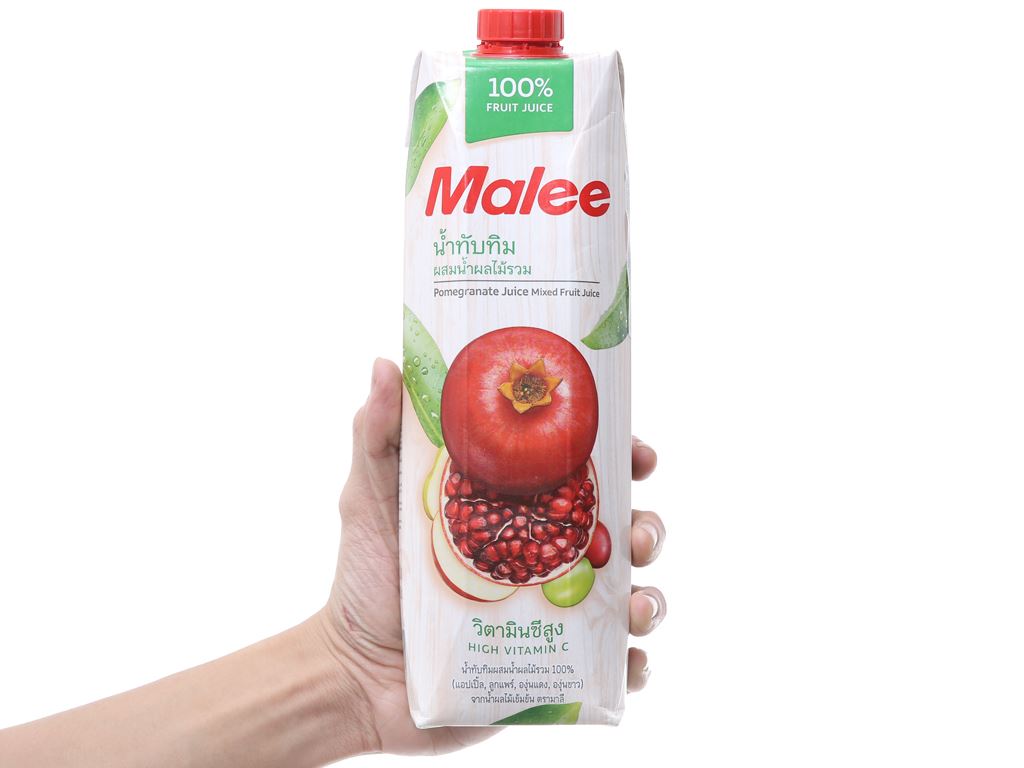 100%
FRUIT JUICE
Malee
น้ำทับทิม
ผสมน้ำผลไม้รวม
Pomegranate Juice Mixed Fruit Juice
วิตามินซีสูง
HIGH VITAMIN C
น้ำทับทิมผสมน้ำผลไม้รวม 100%
(แอปเปิ้ล, ลูกแพร์, องุ่นแดง, องุ่นขาว)
จากน้ำผลไม้เข้มข้น ตรามาลี